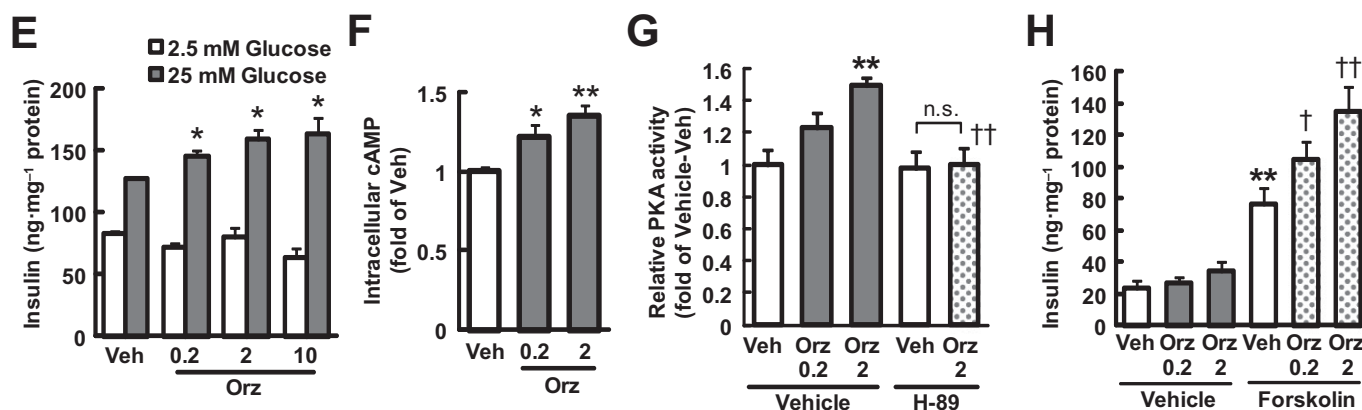 E
2.5 mM Glucose
25 mM Glucose
Insulin (ng·mg⁻¹ protein)
200
150
100
50
0
*
*
*
Veh
0.2
2
10
Orz
F
Intracellular cAMP
(fold of Veh)
1.5
1
0.5
0
*
**
Veh
0.2
2
Orz
G
Relative PKA activity
(fold of Vehicle-Veh)
1.6
1.4
1.2
1.0
0.8
0.6
0.4
0.2
0
**
n.s.
††
Veh Orz Orz Veh Orz
0.2 2 2
Vehicle H-89
H
Insulin (ng·mg⁻¹ protein)
160
140
120
100
80
60
40
20
0
**
†
††
Veh Orz Orz Veh Orz Orz
0.2 2 0.2 2
Vehicle Forskolin